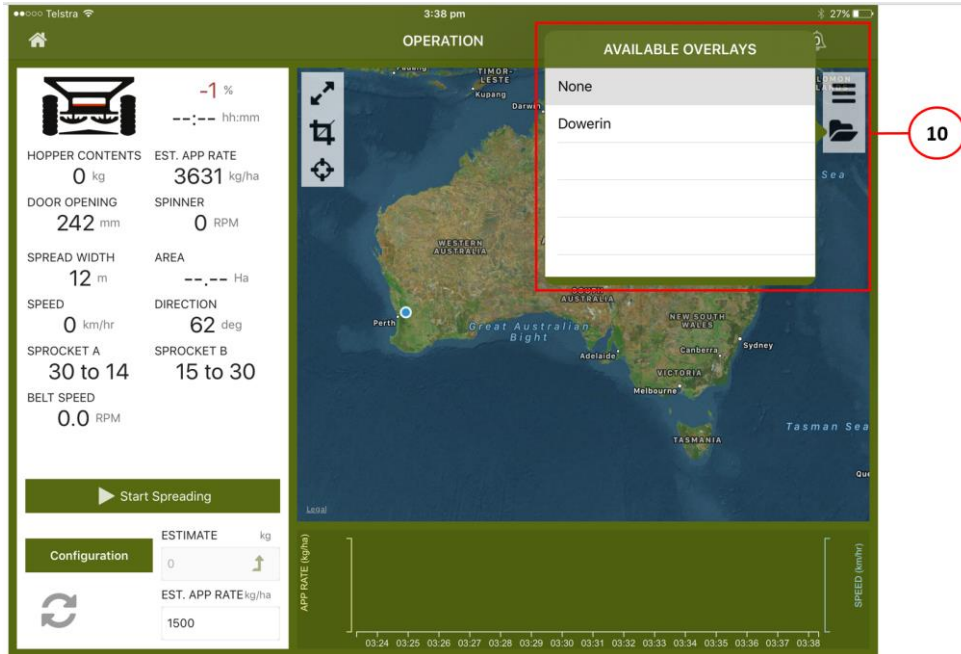 Telstra
3:38 pm
27%
OPERATION
AVAILABLE OVERLAYS
None
Dowerin
10
-1 %
--:-- hh:mm
HOPPER CONTENTS
0 kg
EST. APP RATE
3631 kg/ha
DOOR OPENING
242 mm
SPINNER
0 RPM
SPREAD WIDTH
12 m
AREA
--.-- Ha
SPEED
0 km/hr
DIRECTION
62 deg
SPROCKET A
30 to 14
SPROCKET B
15 to 30
BELT SPEED
0.0 RPM
Start Spreading
Configuration
ESTIMATE kg
0
EST. APP RATE kg/ha
1500
TIMOR-
LESTE
Kupang
Darwin
Sea
WESTERN
AUSTRALIA
SOUTH
AUSTRALIA
Perth
Great Australian
Bight
NEW SOUTH
WALES
Adelaide
Canberra
Sydney
VICTORIA
Melbourne
Tasman Sea
TASMANIA
Legal
APP RATE (kg/ha)
SPEED (km/hr)
03:24 03:25 03:26 03:27 03:28 03:29 03:30 03:31 03:32 03:33 03:34 03:35 03:36 03:37 03:38